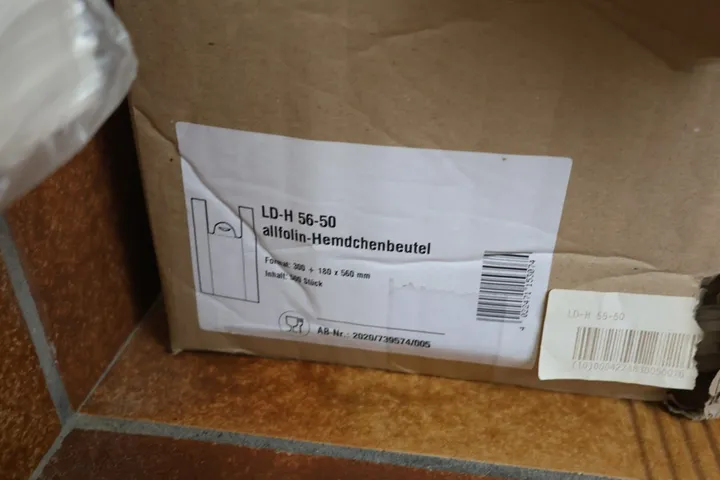 LD-H 56-50
allfolin-Hemdchenbeutel
Format: 300 + 180 x 560 mm
Inhalt: 500 Stück
AB-Nr.: 2020/739574/005
LD-H 56-50